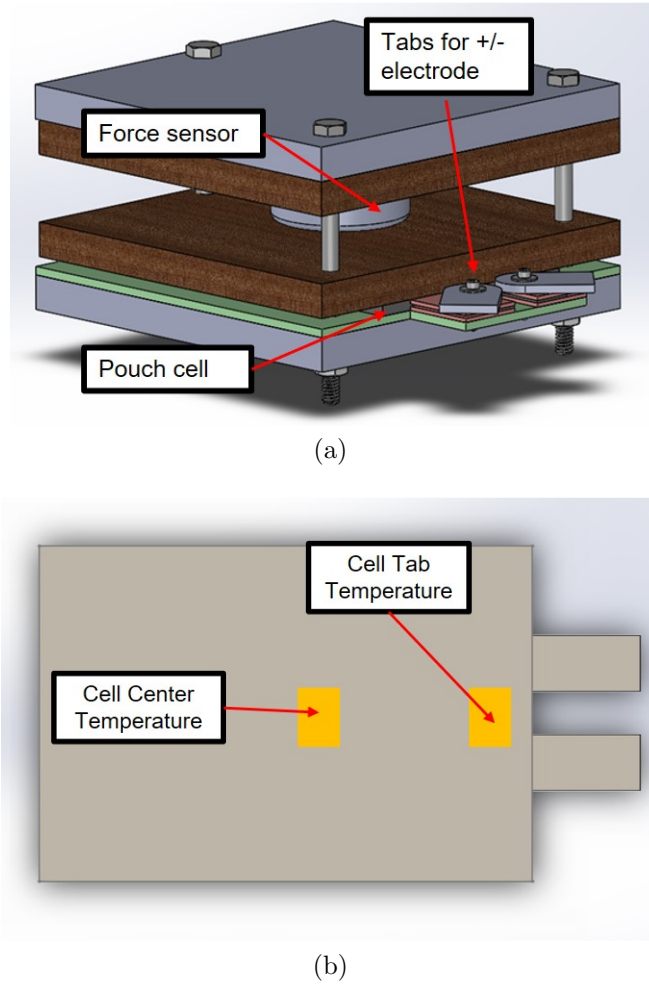 Tabs for +/-
electrode
Force sensor
Pouch cell
(a)
Cell Tab
Temperature
Cell Center
Temperature
(b)